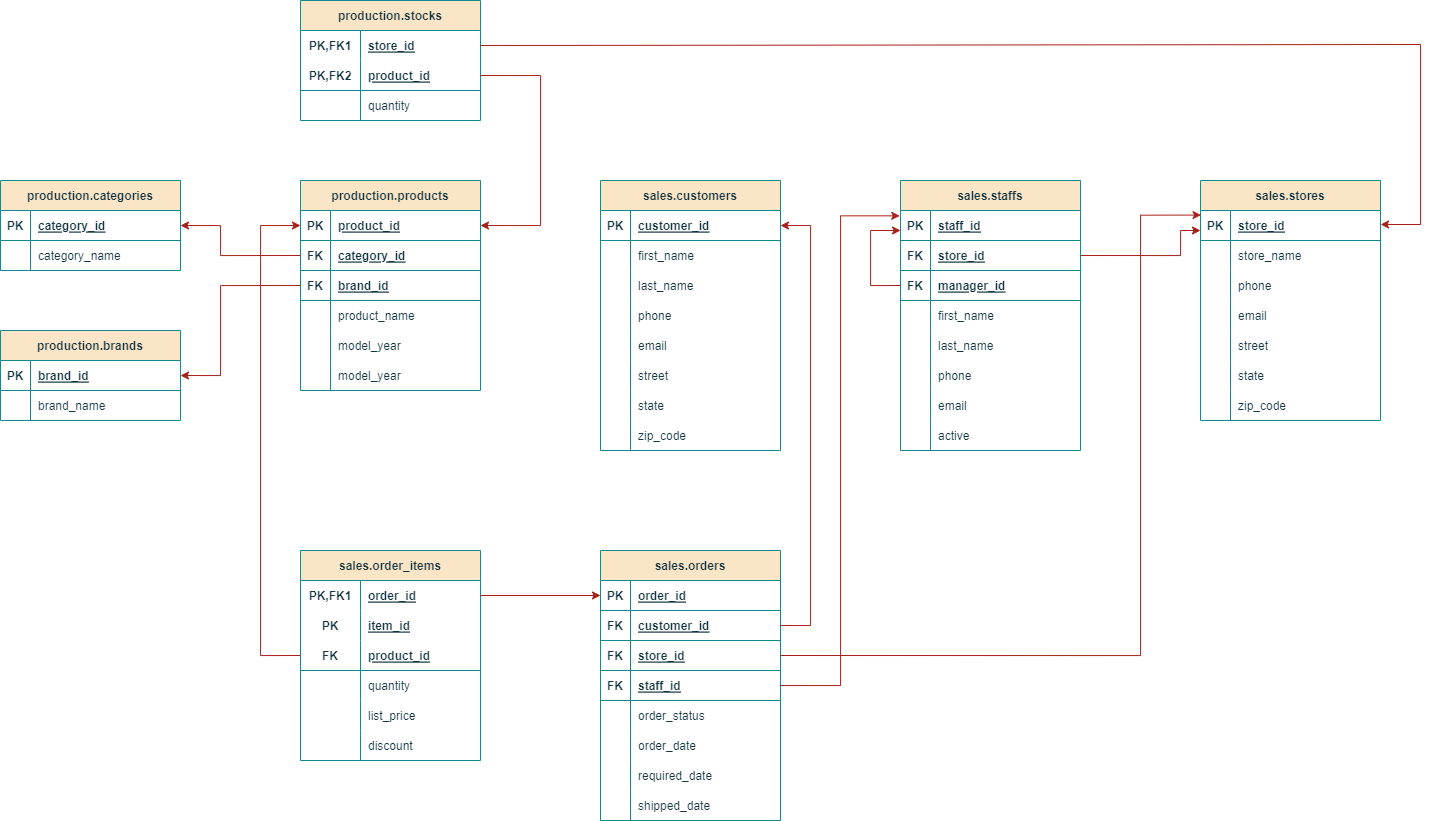 production.stocks
PK,FK1 store_id
PK,FK2 product_id
quantity
production.categories
PK category_id
category_name
production.products
PK product_id
FK category_id
FK brand_id
product_name
model_year
model_year
sales.customers
PK customer_id
first_name
last_name
phone
email
street
state
zip_code
sales.staffs
PK staff_id
FK store_id
FK manager_id
first_name
last_name
phone
email
active
sales.stores
PK store_id
store_name
phone
email
street
state
zip_code
production.brands
PK brand_id
brand_name
sales.order_items
PK,FK1 order_id
PK item_id
FK product_id
quantity
list_price
discount
sales.orders
PK order_id
FK customer_id
FK store_id
FK staff_id
order_status
order_date
required_date
shipped_date